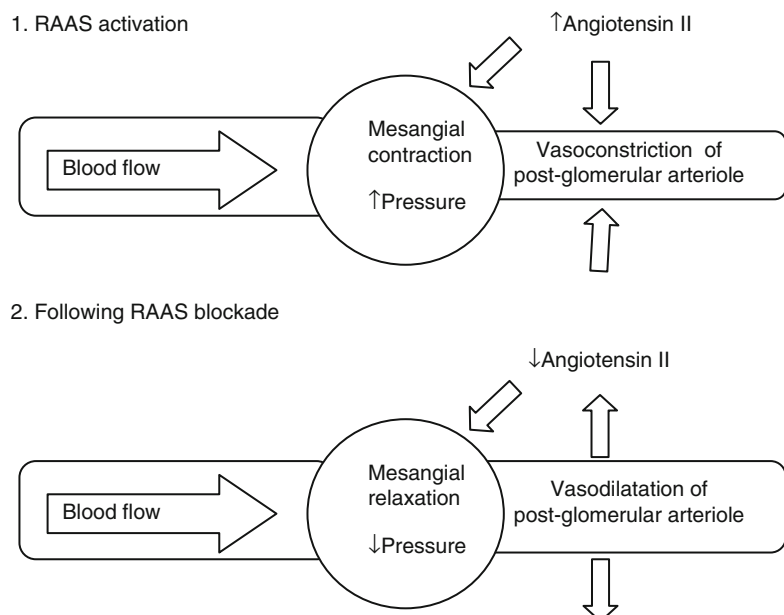 1. RAAS activation
↑Angiotensin II
Mesangial
contraction
↑Pressure
Blood flow
Vasoconstriction of
post-glomerular arteriole
2. Following RAAS blockade
↓Angiotensin II
Mesangial
relaxation
↓Pressure
Blood flow
Vasodilatation of
post-glomerular arteriole